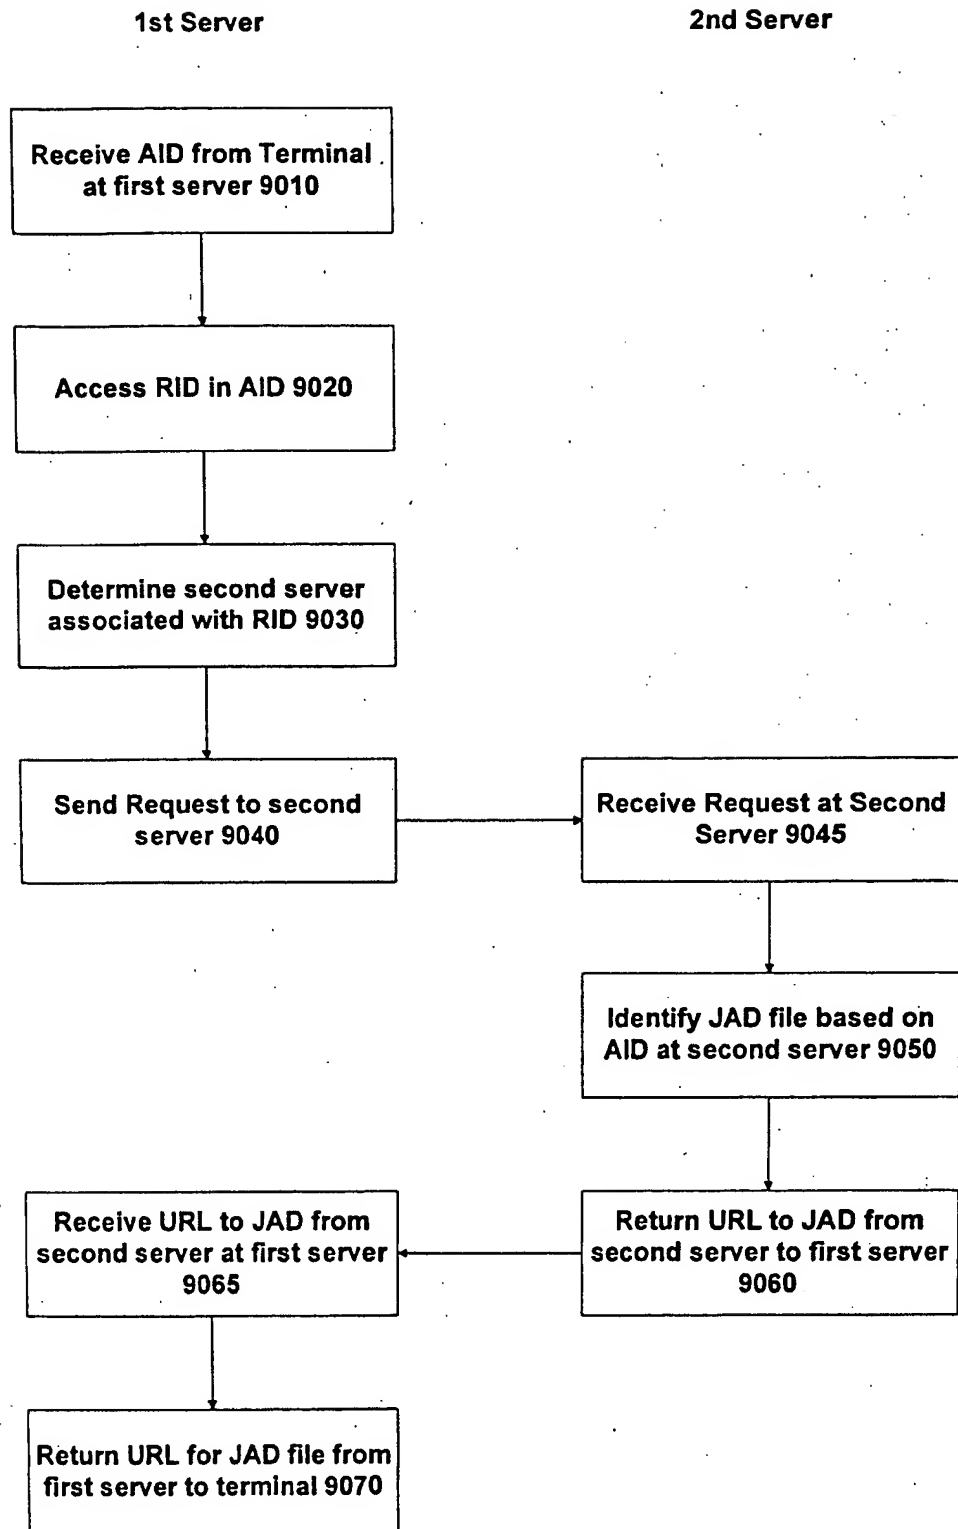 1st Server
2nd Server
Receive AID from Terminal
at first server 9010
Access RID in AID 9020
Determine second server
associated with RID 9030
Send Request to second
server 9040
Receive Request at Second
Server 9045
Identify JAD file based on
AID at second server 9050
Return URL to JAD from
second server to first server
9060
Receive URL to JAD from
second server at first server
9065
Return URL for JAD file from
first server to terminal 9070